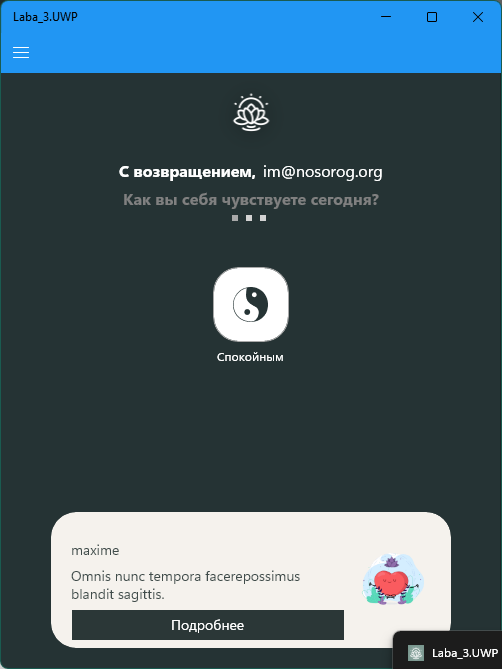 Laba_3.UWP
С возвращением, im@nosorog.org
Как вы себя чувствуете сегодня?
Спокойным
maxime
Omnis nunc tempora facerepossimus
blandit sagittis.
Подробнее
Laba_3.UWP